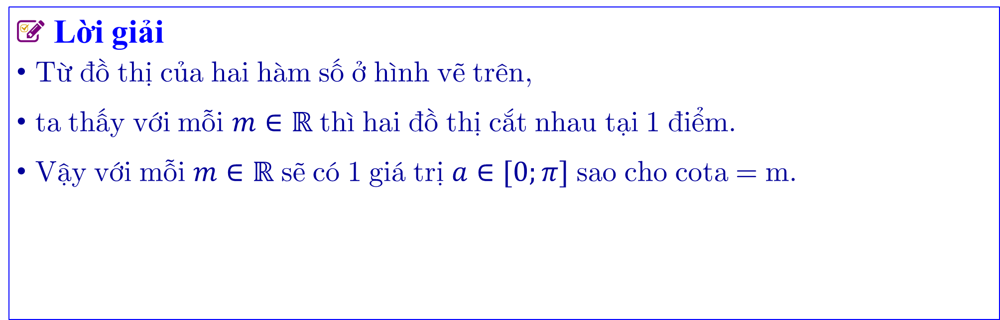 Lời giải
• Từ đồ thị của hai hàm số ở hình vẽ trên,
• ta thấy với mỗi m ∈ ℝ thì hai đồ thị cắt nhau tại 1 điểm.
• Vậy với mỗi m ∈ ℝ sẽ có 1 giá trị a ∈ [0; π] sao cho cota = m.